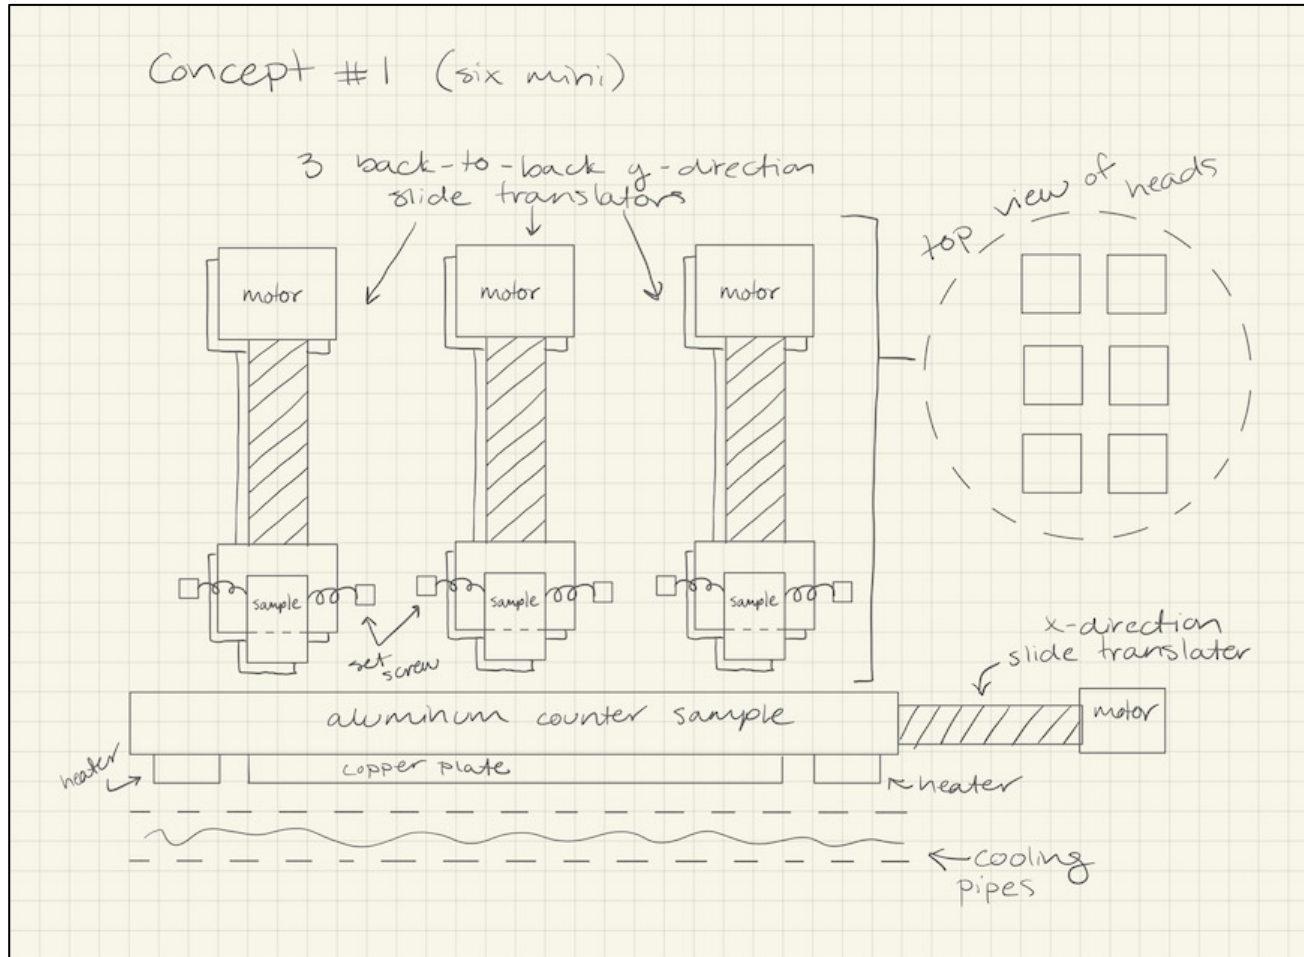 Concept #1 (six mini)
3 back-to-back y-direction
slide translators
top view of heads
motor
motor
motor
sample
sample
sample
set
screw
x-direction
slide translater
motor
aluminum counter sample
heater
copper plate
heater
cooling
pipes